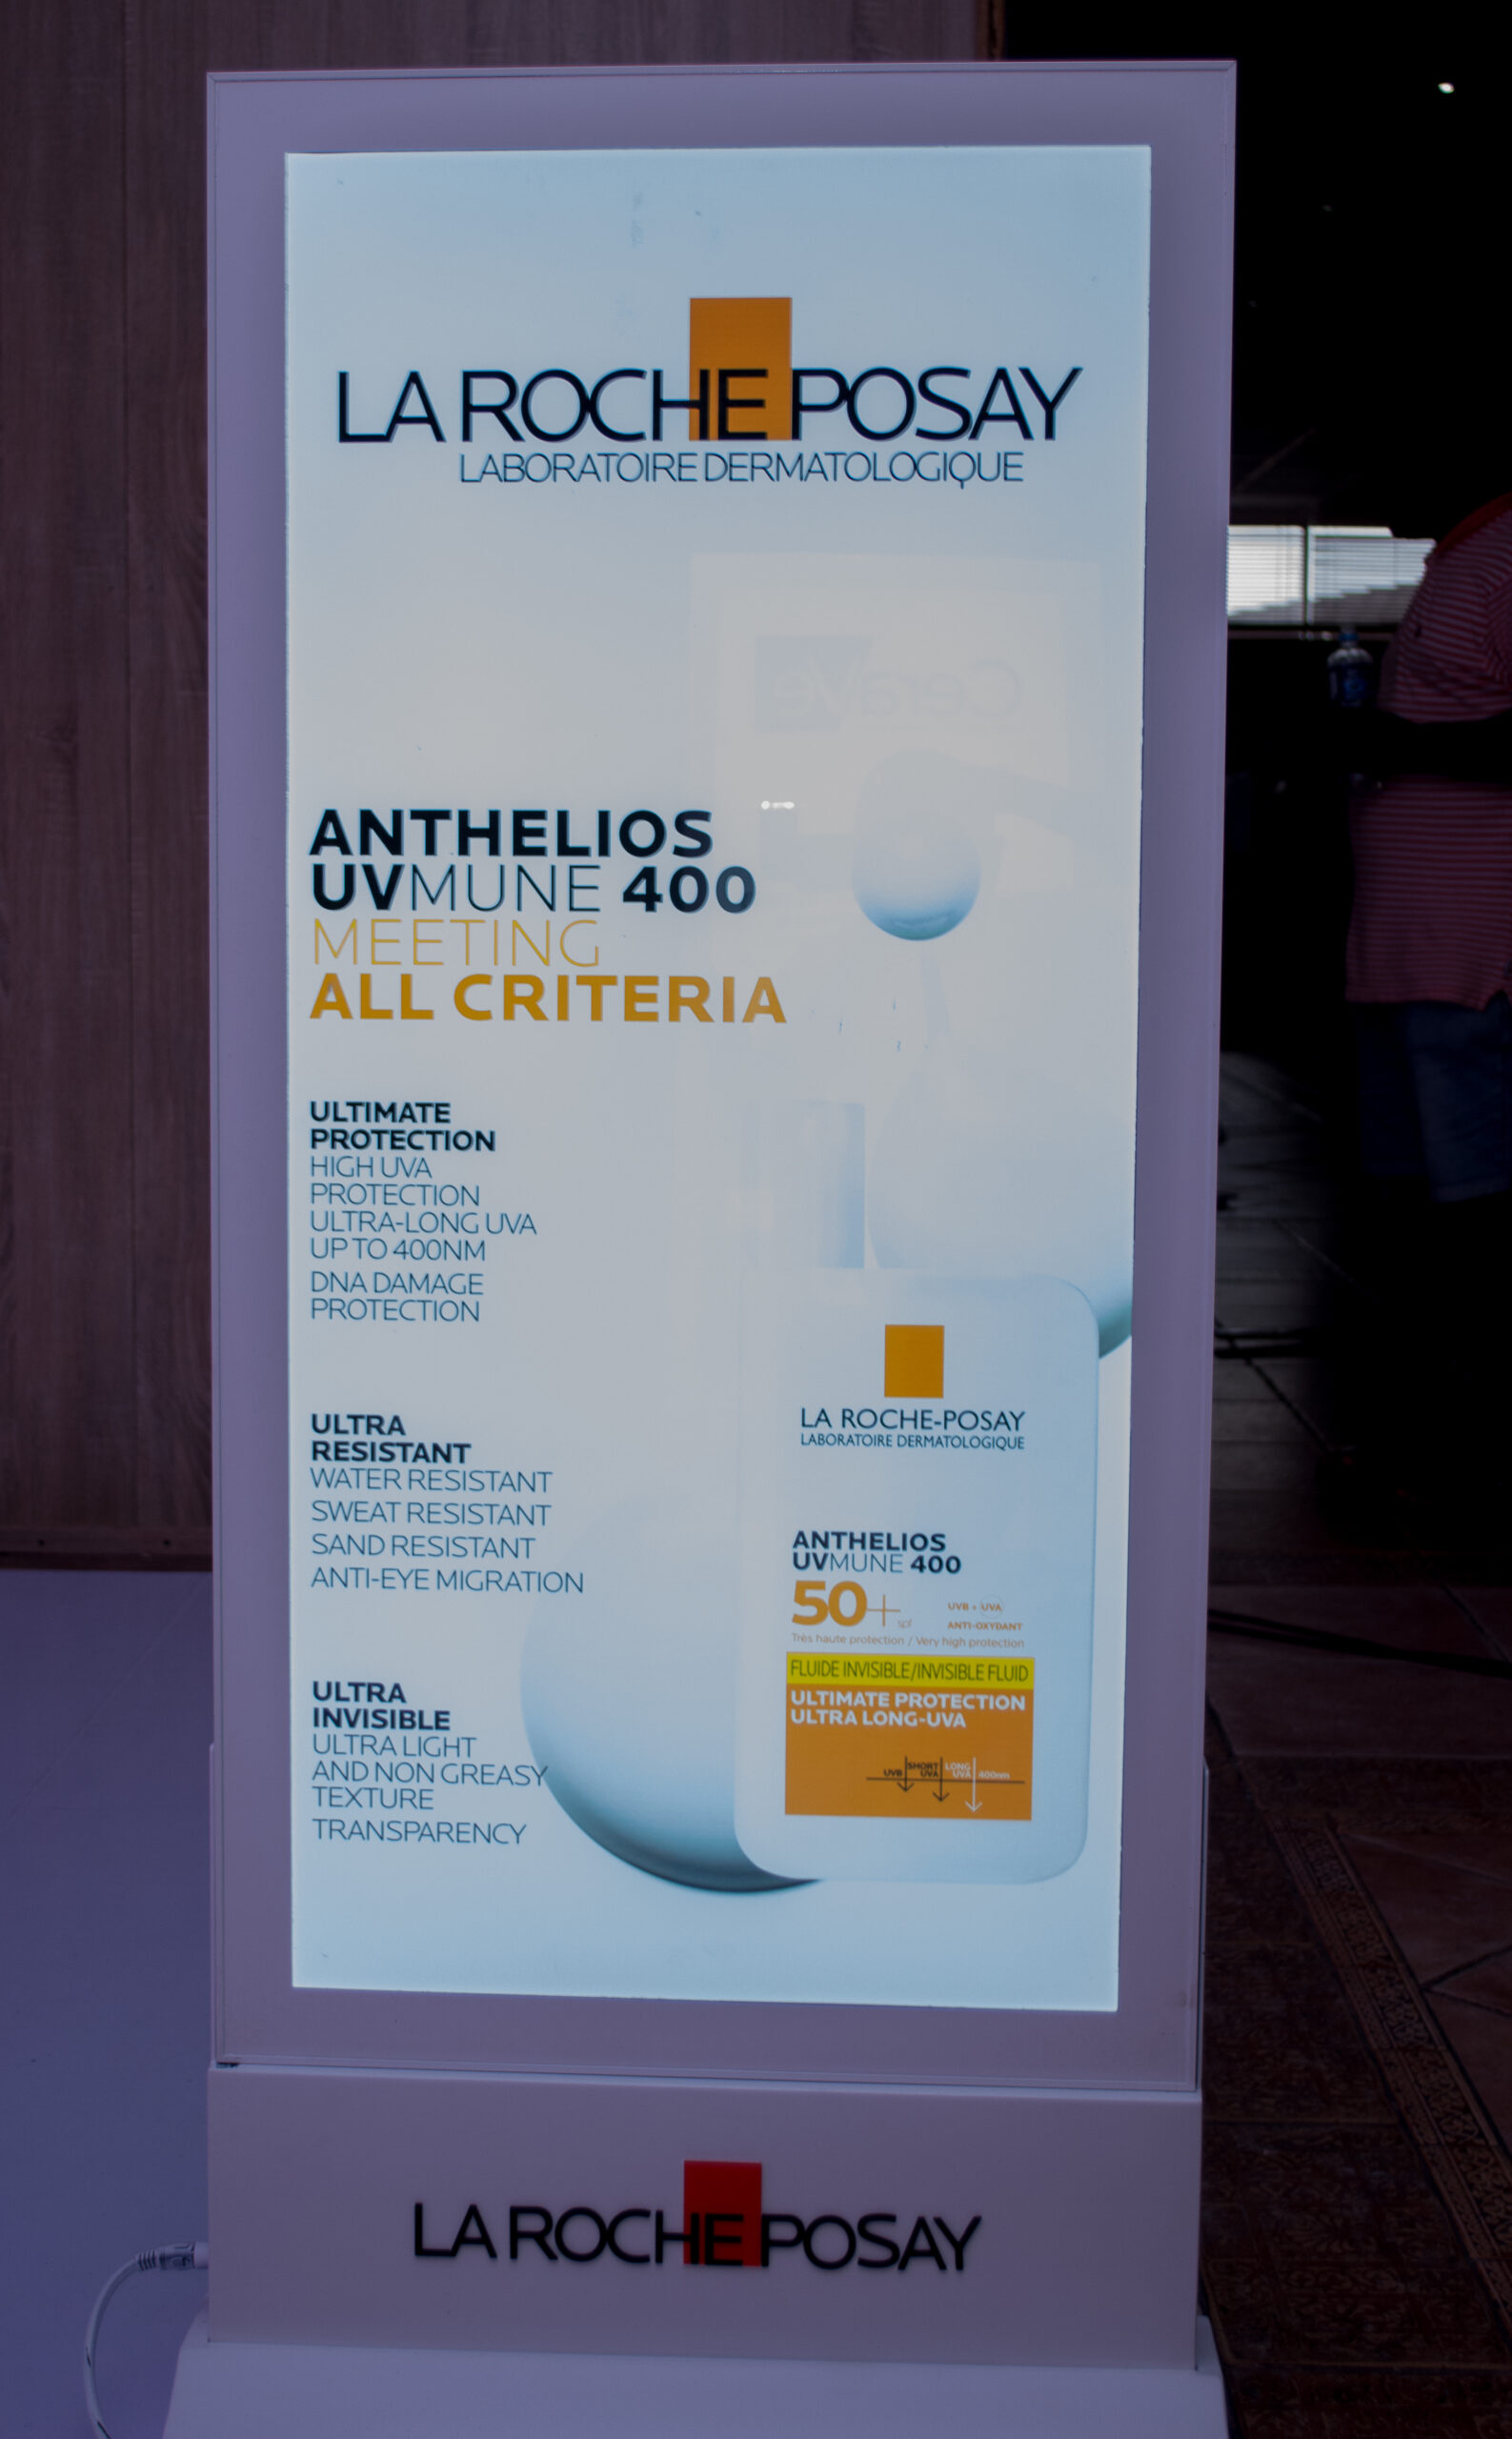 LA ROCHE POSAY
LABORATOIRE DERMATOLOGIQUE
CeraVe
ANTHELIOS
UVMUNE 400
MEETING
ALL CRITERIA
ULTIMATE
PROTECTION
HIGH UVA
PROTECTION
ULTRA-LONG UVA
UP TO 400NM
DNA DAMAGE
PROTECTION
ULTRA
RESISTANT
WATER RESISTANT
SWEAT RESISTANT
SAND RESISTANT
ANTI-EYE MIGRATION
ULTRA
INVISIBLE
ULTRA LIGHT
AND NON GREASY
TEXTURE
TRANSPARENCY
LA ROCHE-POSAY
LABORATOIRE DERMATOLOGIQUE
ANTHELIOS
UVMUNE 400
50+ spf
UVB + UVA
ANTI-OXYDANT
Très haute protection / Very high protection
FLUIDE INVISIBLE/INVISIBLE FLUID
ULTIMATE PROTECTION
ULTRA LONG-UVA
UVB SHORT UVA LONG UVA 400nm
LA ROCHE POSAY